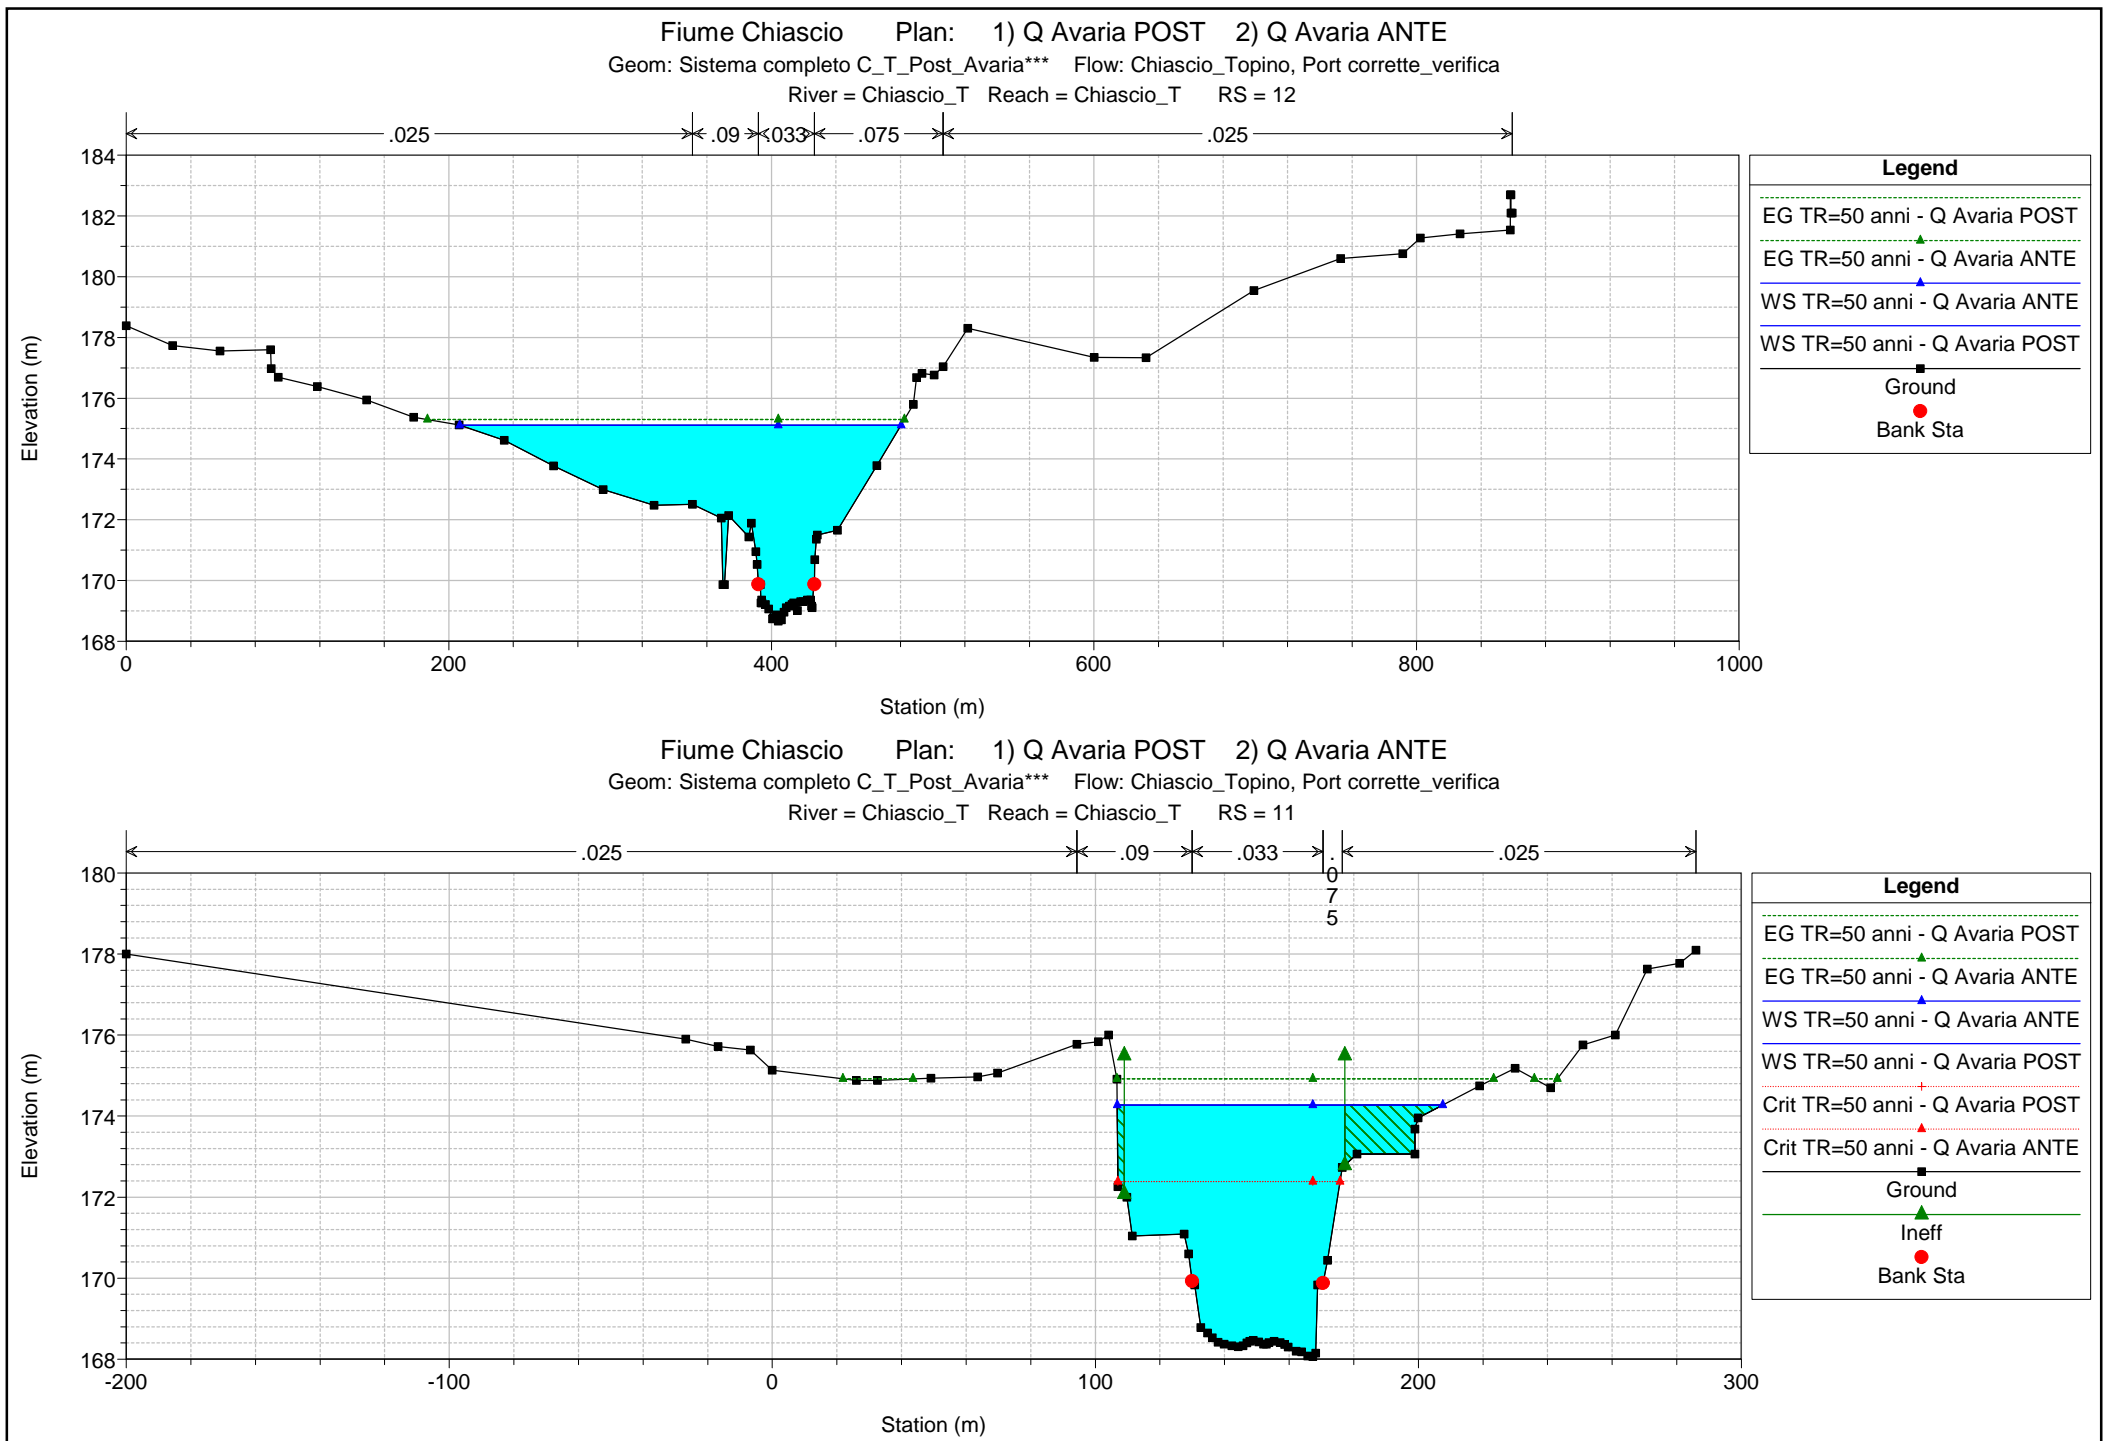 Fiume Chiascio Plan: 1) Q Avaria POST 2) Q Avaria ANTE
Geom: Sistema completo C_T_Post_Avaria*** Flow: Chiascio_Topino, Port corrette_verifica
River = Chiascio_T Reach = Chiascio_T RS = 12
.025 .09 .033 .075 .025
184
182
180
178
176
174
172
170
168
Elevation (m)
0 200 400 600 800 1000
Station (m)
Legend
EG TR=50 anni - Q Avaria POST
EG TR=50 anni - Q Avaria ANTE
WS TR=50 anni - Q Avaria ANTE
WS TR=50 anni - Q Avaria POST
Ground
Bank Sta
Fiume Chiascio Plan: 1) Q Avaria POST 2) Q Avaria ANTE
Geom: Sistema completo C_T_Post_Avaria*** Flow: Chiascio_Topino, Port corrette_verifica
River = Chiascio_T Reach = Chiascio_T RS = 11
.025 .09 .033 .075 .025
180
178
176
174
172
170
168
Elevation (m)
-200 -100 0 100 200 300
Station (m)
Legend
EG TR=50 anni - Q Avaria POST
EG TR=50 anni - Q Avaria ANTE
WS TR=50 anni - Q Avaria ANTE
WS TR=50 anni - Q Avaria POST
Crit TR=50 anni - Q Avaria POST
Crit TR=50 anni - Q Avaria ANTE
Ground
Ineff
Bank Sta